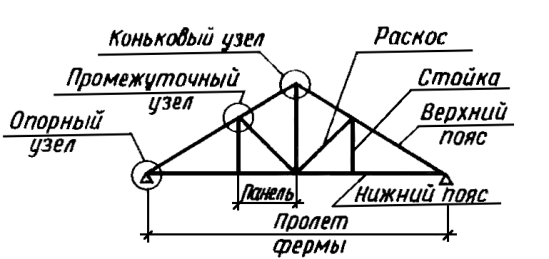 Коньковый узел
Раскос
Промежуточный
узел
Стойка
Верхний
пояс
Опорный
узел
Панель
Нижний пояс
Пролет
фермы